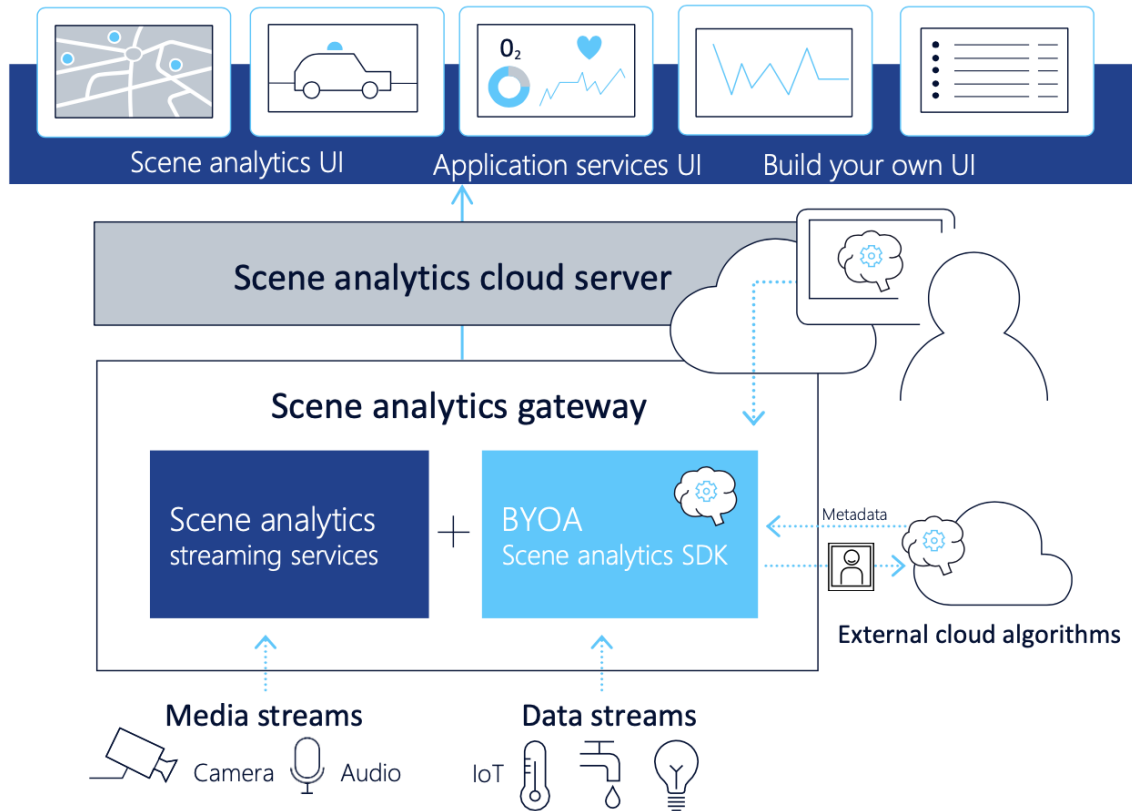 O₂
Scene analytics UI
Application services UI
Build your own UI
Scene analytics cloud server
Scene analytics gateway
Scene analytics
streaming services
+
BYOA
Scene analytics SDK
Metadata
External cloud algorithms
Media streams
Data streams
Camera
Audio
IoT